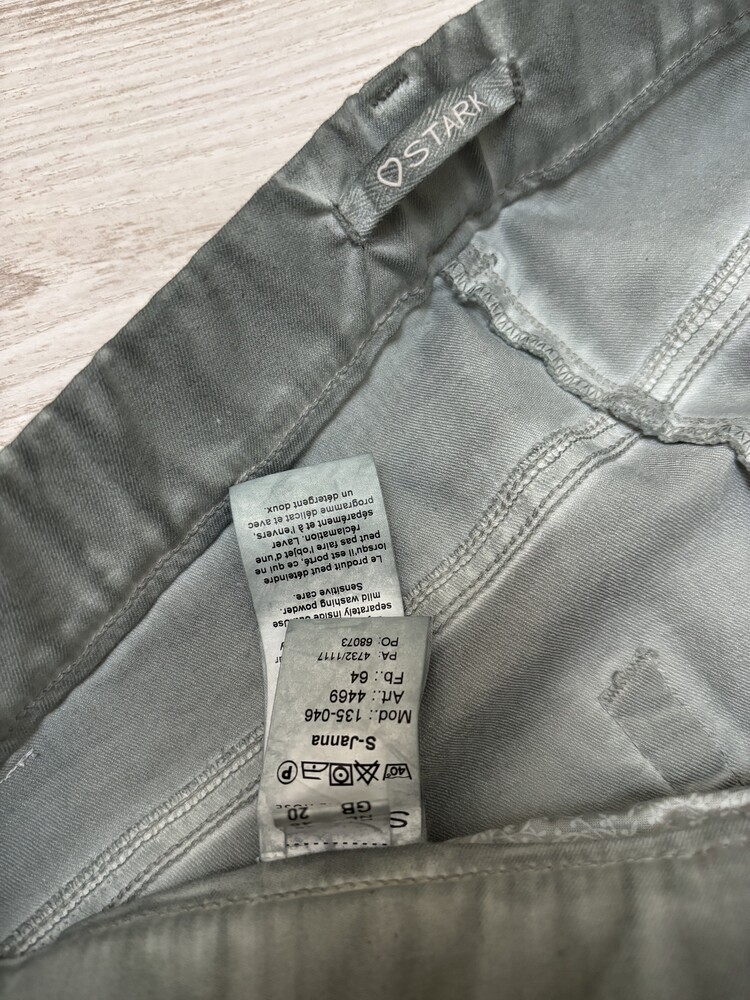 ♡STARK
S
GB 20
40°
P
S-Janna
Mod.: 135-046
Art.: 4469
Fb.: 64
PA: 4732/1117
PO: 68073
separately inside out. Use
mild washing powder.
Sensitive care.
Le produit peut déteindre
lorsqu'il est porté, ce qui ne
peut pas faire l'objet d'une
réclamation. Laver
séparément et à l'envers,
programme délicat et avec
un détergent doux.